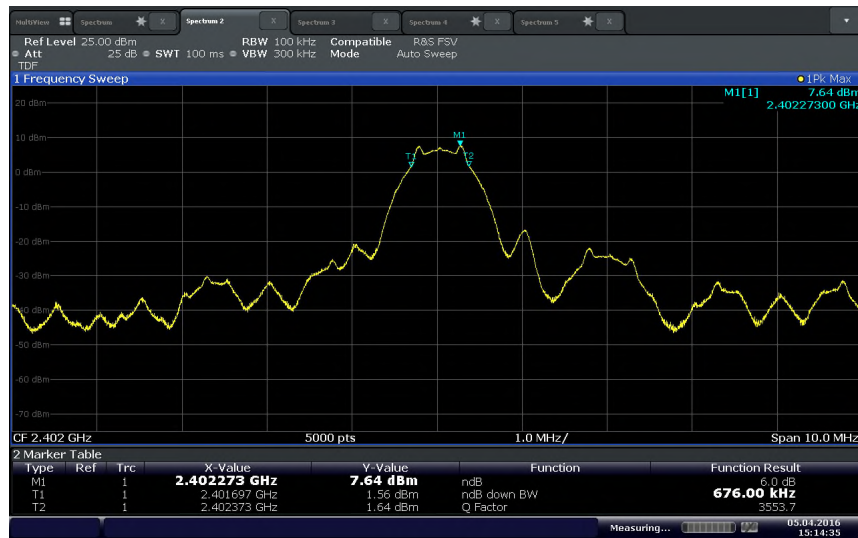 MultiView Spectrum X Spectrum 2 X Spectrum 3 X Spectrum 4 X Spectrum 5 X
Ref Level 25.00 dBm RBW 100 kHz Compatible R&S FSV
Att 25 dB SWT 100 ms VBW 300 kHz Mode Auto Sweep
TDF
1 Frequency Sweep 1Pk Max
M1[1] 7.64 dBm
2.40227300 GHz
20 dBm
10 dBm
M1
T1 T2
0 dBm
-10 dBm
-20 dBm
-30 dBm
-40 dBm
-50 dBm
-60 dBm
-70 dBm
CF 2.402 GHz 5000 pts 1.0 MHz/ Span 10.0 MHz
2 Marker Table
Type Ref Trc X-Value Y-Value Function Function Result
M1 1 2.402273 GHz 7.64 dBm ndB 6.0 dB
T1 1 2.401697 GHz 1.56 dBm ndB down BW 676.00 kHz
T2 1 2.402373 GHz 1.64 dBm Q Factor 3553.7
Measuring... 05.04.2016
15:14:35